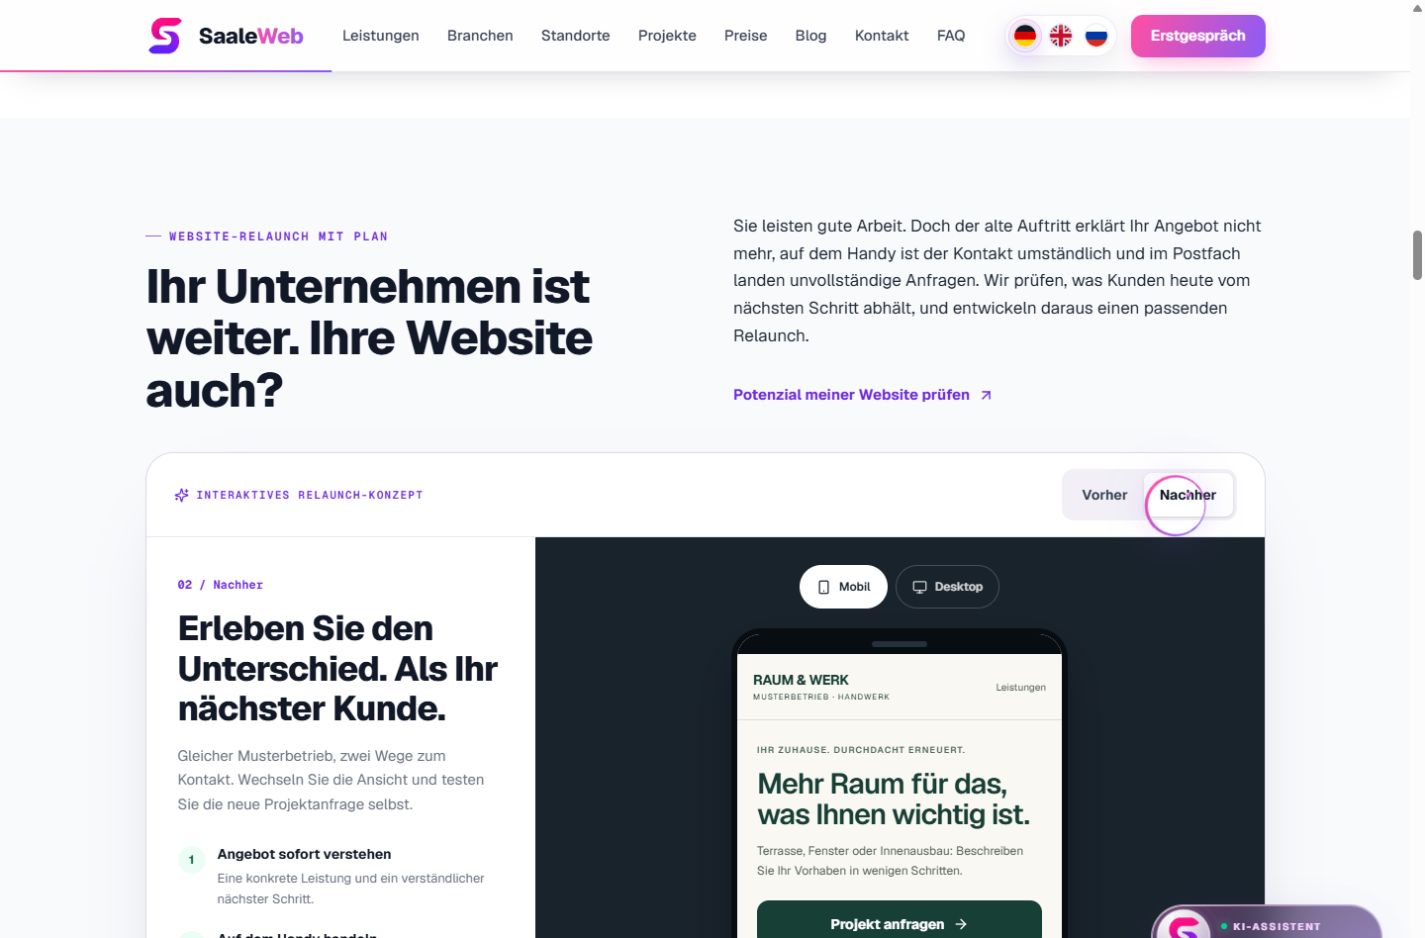 SaaleWeb
Leistungen
Branchen
Standorte
Projekte
Preise
Blog
Kontakt
FAQ
Erstgespräch
WEBSITE-RELAUNCH MIT PLAN
Ihr Unternehmen ist
weiter. Ihre Website
auch?
Sie leisten gute Arbeit. Doch der alte Auftritt erklärt Ihr Angebot nicht
mehr, auf dem Handy ist der Kontakt umständlich und im Postfach
landen unvollständige Anfragen. Wir prüfen, was Kunden heute vom
nächsten Schritt abhält, und entwickeln daraus einen passenden
Relaunch.
Potenzial meiner Website prüfen
INTERAKTIVES RELAUNCH-KONZEPT
Vorher
Nachher
02 / Nachher
Erleben Sie den
Unterschied. Als Ihr
nächster Kunde.
Gleicher Musterbetrieb, zwei Wege zum
Kontakt. Wechseln Sie die Ansicht und testen
Sie die neue Projektanfrage selbst.
1
Angebot sofort verstehen
Eine konkrete Leistung und ein verständlicher
nächster Schritt.
Auf dem Handy handeln
Mobil
Desktop
RAUM & WERK
MUSTERBETRIEB · HANDWERK
Leistungen
IHR ZUHAUSE. DURCHDACHT ERNEUERT.
Mehr Raum für das,
was Ihnen wichtig ist.
Terrasse, Fenster oder Innenausbau: Beschreiben
Sie Ihr Vorhaben in wenigen Schritten.
Projekt anfragen
KI-ASSISTENT